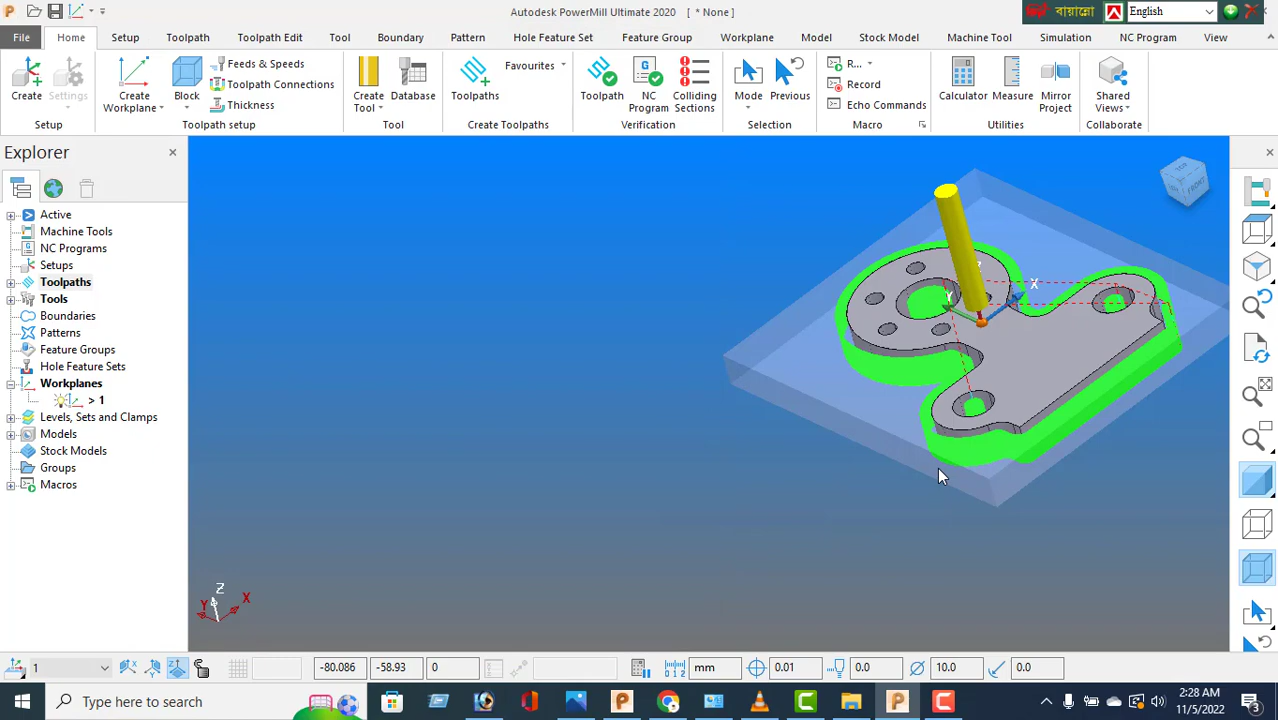 Autodesk PowerMill Ultimate 2020 [ * None ]
বায়ান্নো English
File Home Setup Toolpath Toolpath Edit Tool Boundary Pattern Hole Feature Set Feature Group Workplane Model Stock Model Machine Tool Simulation NC Program View
Create
Settings
Setup
Create Workplane
Block
Feeds & Speeds
Toolpath Connections
Thickness
Toolpath setup
Create Tool
Database
Tool
Toolpaths
Favourites
Create Toolpaths
Toolpath
NC Program
Colliding Sections
Verification
Mode
Previous
Selection
R...
Record
Echo Commands
Macro
Calculator
Measure
Mirror Project
Utilities
Shared Views
Collaborate
Explorer
Active
Machine Tools
NC Programs
Setups
Toolpaths
Tools
Boundaries
Patterns
Feature Groups
Hole Feature Sets
Workplanes
> 1
Levels, Sets and Clamps
Models
Stock Models
Groups
Macros
X
Y
Z
FRONT
Z
Y X
1 -80.086 -58.93 0 mm 0.01 0.0 10.0 0.0
Type here to search
2:28 AM
11/5/2022
3